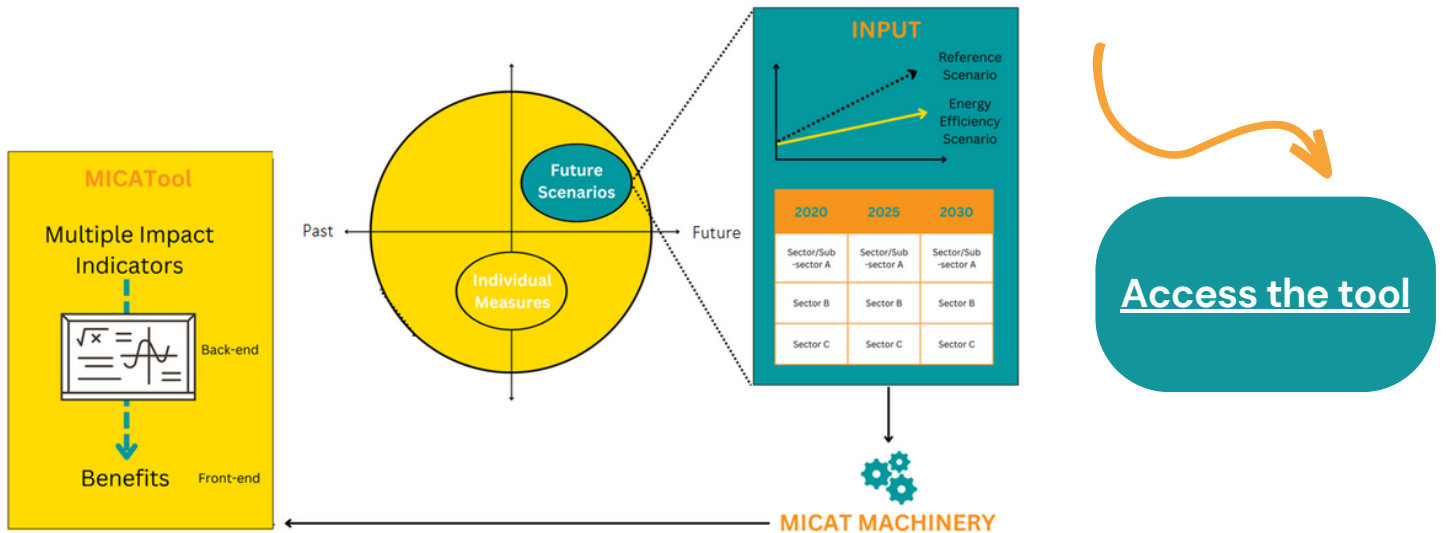 MICATool
Multiple Impact
Indicators
√x =
Back-end
Benefits
Front-end
Past
Future
Future
Scenarios
Individual
Measures
INPUT
Reference
Scenario
Energy
Efficiency
Scenario
2020 2025 2030
Sector/Sub Sector/Sub Sector/Sub
-sector A -sector A -sector A
Sector B Sector B Sector B
Sector C Sector C Sector C
MICAT MACHINERY
Access the tool